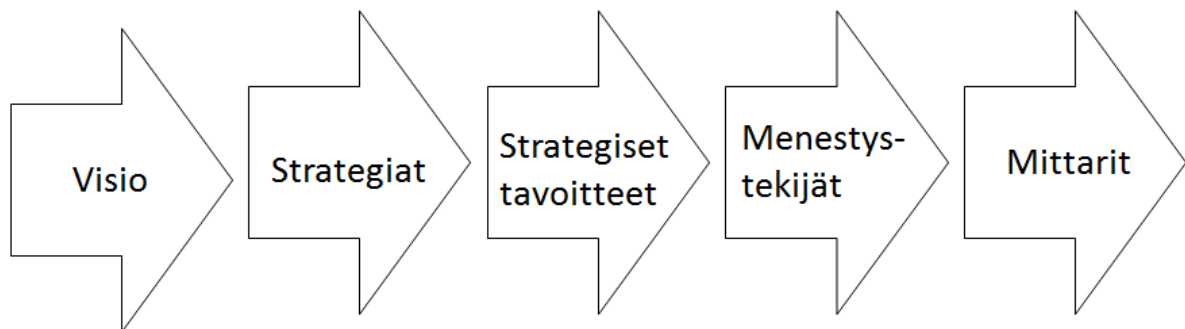 Visio
Strategiat
Strategiset
tavoitteet
Menestys-
tekijät
Mittarit